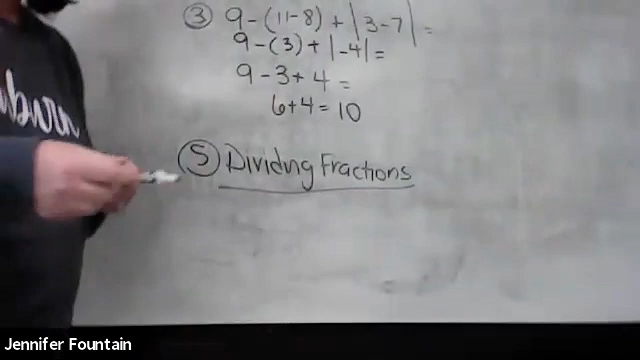 ③ 9 - (11-8) + |3-7| =
9 - (3) + |-4| =
9 - 3 + 4 =
6+4 = 10
⑤ Dividing Fractions
Jennifer Fountain